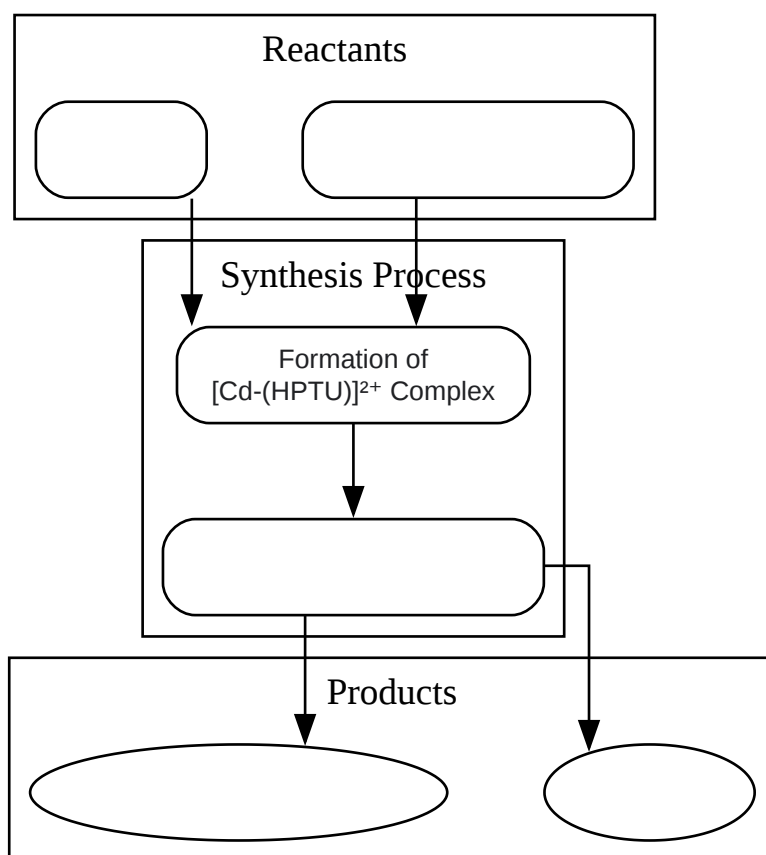 Reactants
Synthesis Process
Formation of
[Cd-(HPTU)]²⁺ Complex
Products